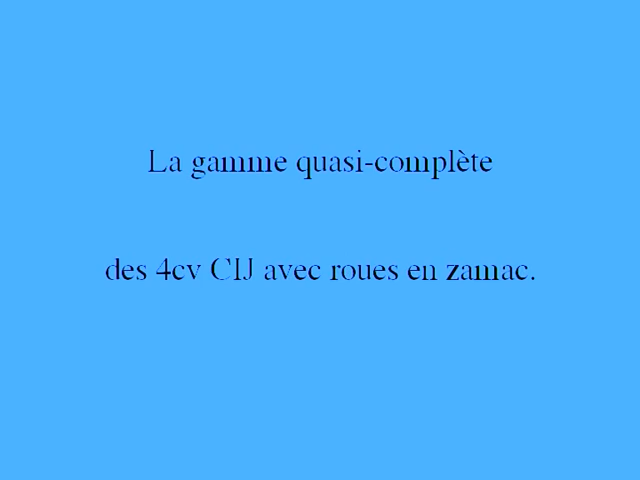 La gamme quasi-complète
des 4cv CIJ avec roues en zamac.